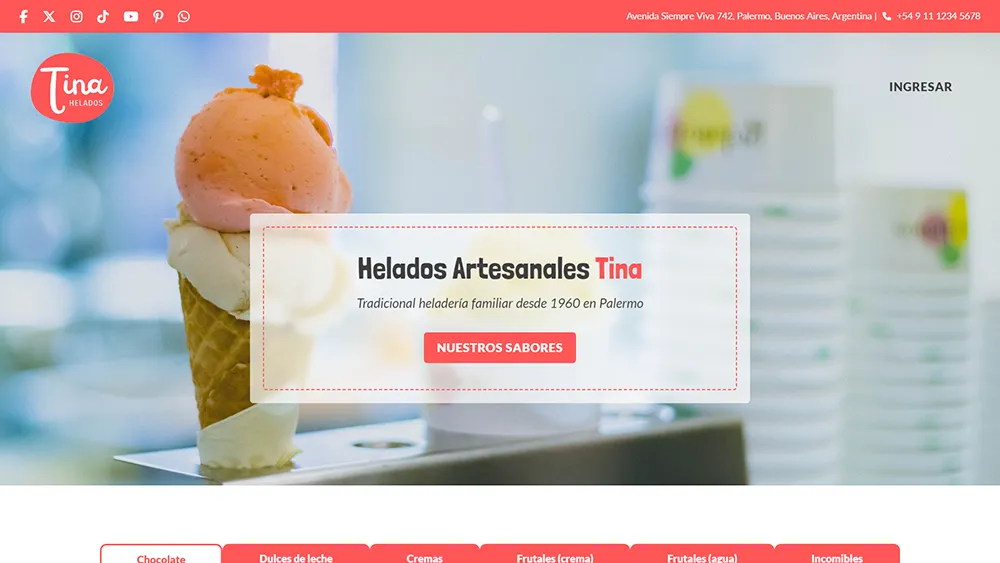 Avenida Siempre Viva 742, Palermo, Buenos Aires, Argentina | +54 9 11 1234 5678
Tina
HELADOS
INGRESAR
Helados Artesanales Tina
Tradicional heladería familiar desde 1960 en Palermo
NUESTROS SABORES
Chocolate Dulces de leche Cremas Frutales (crema) Frutales (agua) Incomibles